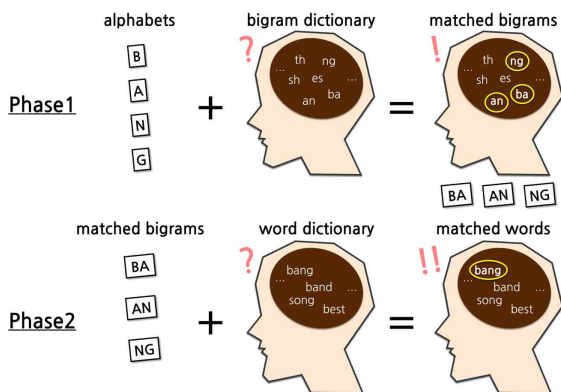 alphabets bigram dictionary matched bigrams
Phase1
B
A
N
G
+
?
th ng
...
sh es ...
an ba
=
!
th ng
...
sh es ...
an ba
BA AN NG
matched bigrams word dictionary matched words
Phase2
BA
AN
NG
+
?
bang
...
band ...
song
best
=
!!
bang
...
band ...
song
best